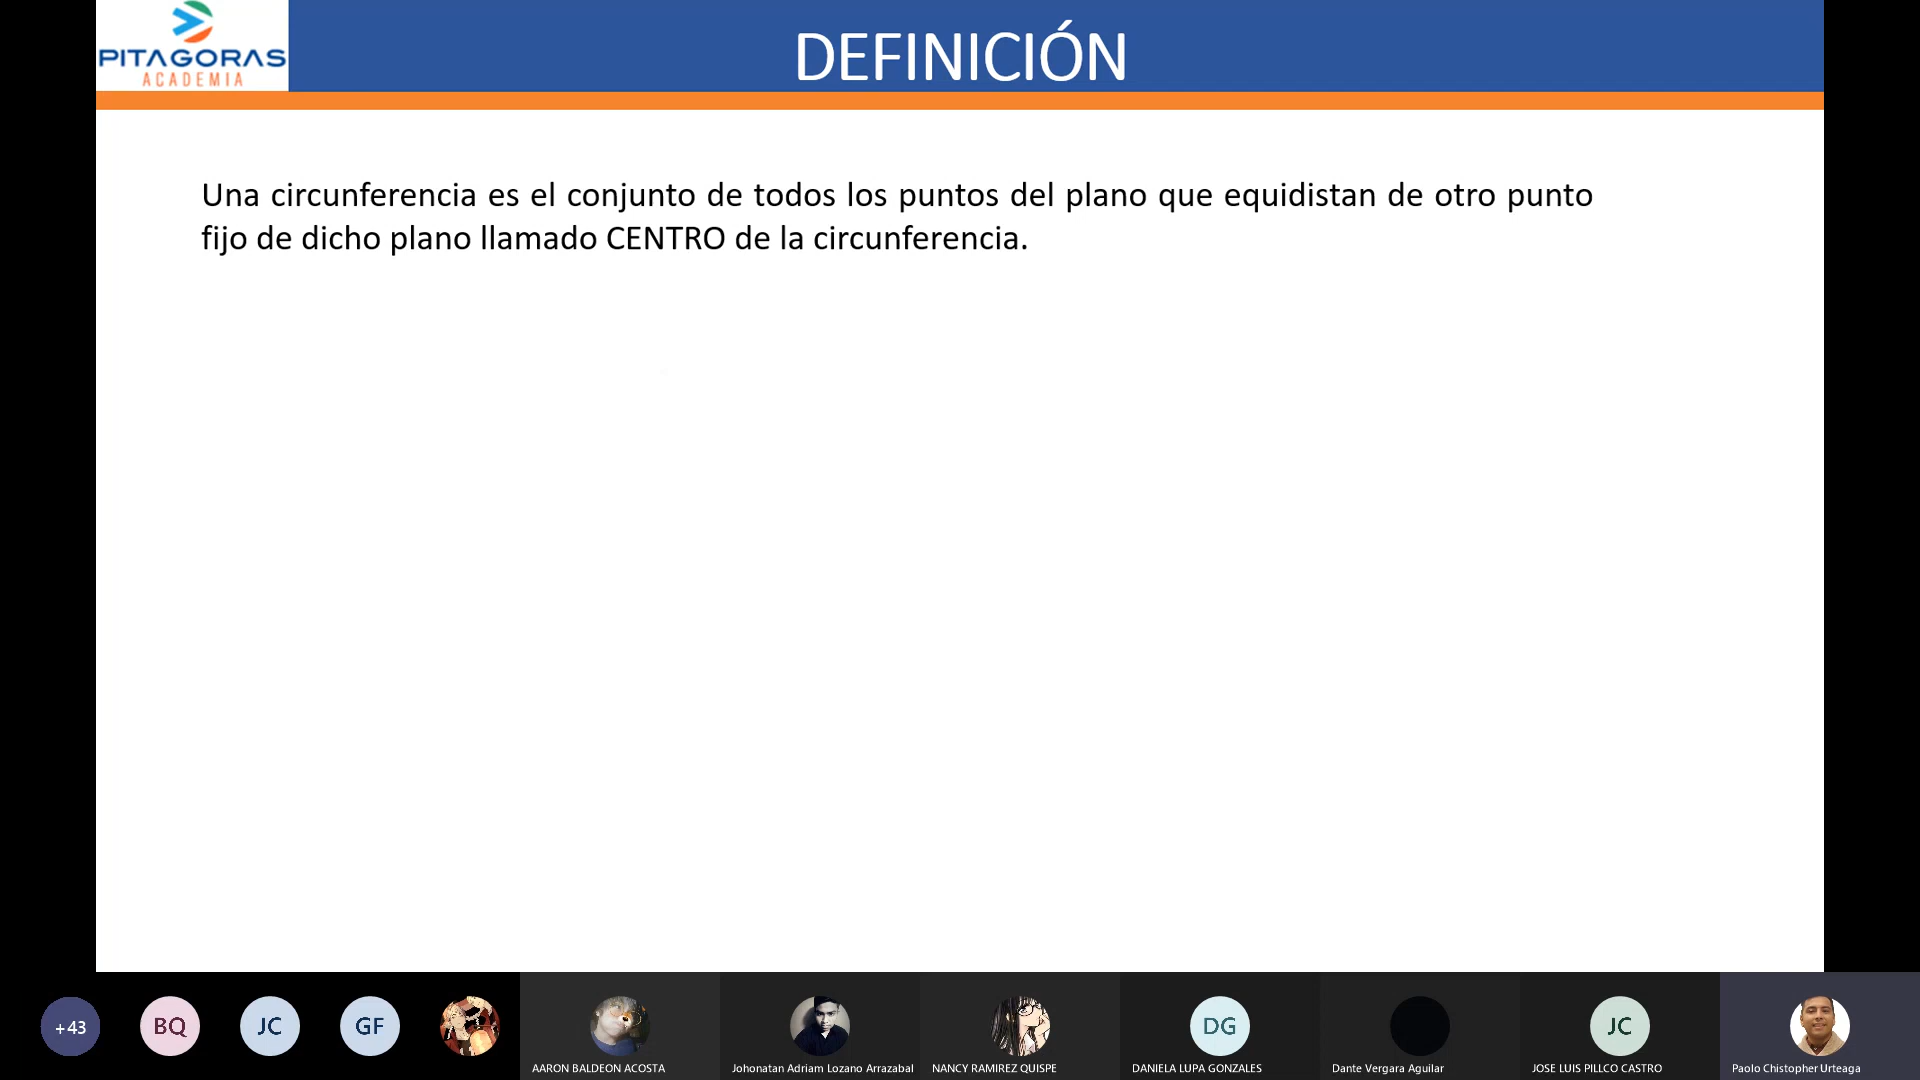 PITAGORAS
ACADEMIA
DEFINICIÓN
Una circunferencia es el conjunto de todos los puntos del plano que equidistan de otro punto
fijo de dicho plano llamado CENTRO de la circunferencia.
+43
BQ
JC
GF
DG
JC
AARON BALDEON ACOSTA
Johonatan Adriam Lozano Arrazabal
NANCY RAMIREZ QUISPE
DANIELA LUPA GONZALES
Dante Vergara Aguilar
JOSE LUIS PILLCO CASTRO
Paolo Chistopher Urteaga